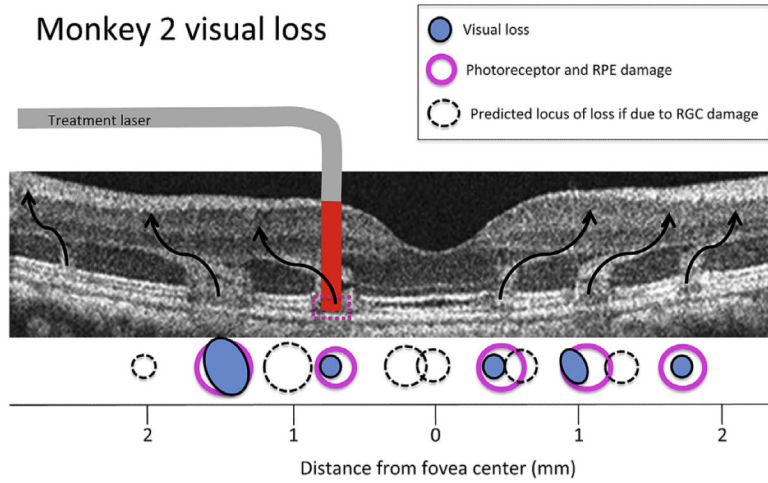 Monkey 2 visual loss
Visual loss
Photoreceptor and RPE damage
Predicted locus of loss if due to RGC damage
Treatment laser
2 1 0 1 2
Distance from fovea center (mm)